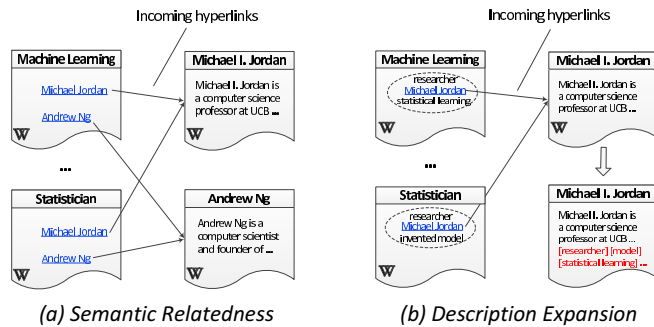 Incoming hyperlinks
Machine Learning
Michael Jordan
Andrew Ng
W
...
Statistician
Michael Jordan
Andrew Ng
W
Michael I. Jordan
Michael I. Jordan is
a computer science
professor at UCB ...
W
Andrew Ng
Andrew Ng is a
computer scientist
and founder of ...
W
(a) Semantic Relatedness
Incoming hyperlinks
Machine Learning
researcher
Michael Jordan
statistical learning
W
...
Statistician
researcher
Michael Jordan
invented model
W
Michael I. Jordan
Michael I. Jordan is
a computer science
professor at UCB ...
W
Michael I. Jordan
Michael I. Jordan is
a computer science
professor at UCB ...
[researcher] [model]
[statistical learning] ...
W
(b) Description Expansion